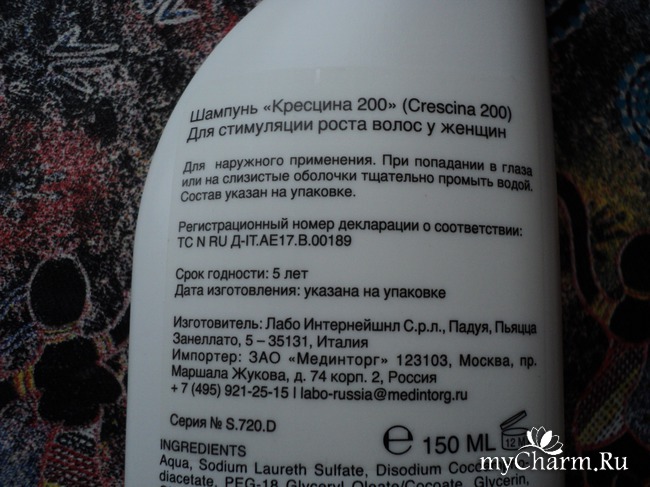 Шампунь «Кресцина 200» (Crescina 200)
Для стимуляции роста волос у женщин
Для наружного применения. При попадании в глаза
или на слизистые оболочки тщательно промыть водой.
Состав указан на упаковке.
Регистрационный номер декларации о соответствии:
ТС N RU Д-IT.АЕ17.В.00189
Срок годности: 5 лет
Дата изготовления: указана на упаковке
Изготовитель: Лабо Интернейшнл С.р.л., Падуя, Пьяцца
Занеллато, 5 – 35131, Италия
Импортер: ЗАО «Мединторг» 123103, Москва, пр.
Маршала Жукова, д. 74 корп. 2, Россия
+ 7 (495) 921-25-15 | labo-russia@medintorg.ru
Серия № S.720.D
℮ 150 ML 12 M
INGREDIENTS
Aqua, Sodium Laureth Sulfate, Disodium
diacetate, PEG-18 Glyceryl Oleate/Cocoate, Glycerin,
myCharm.Ru